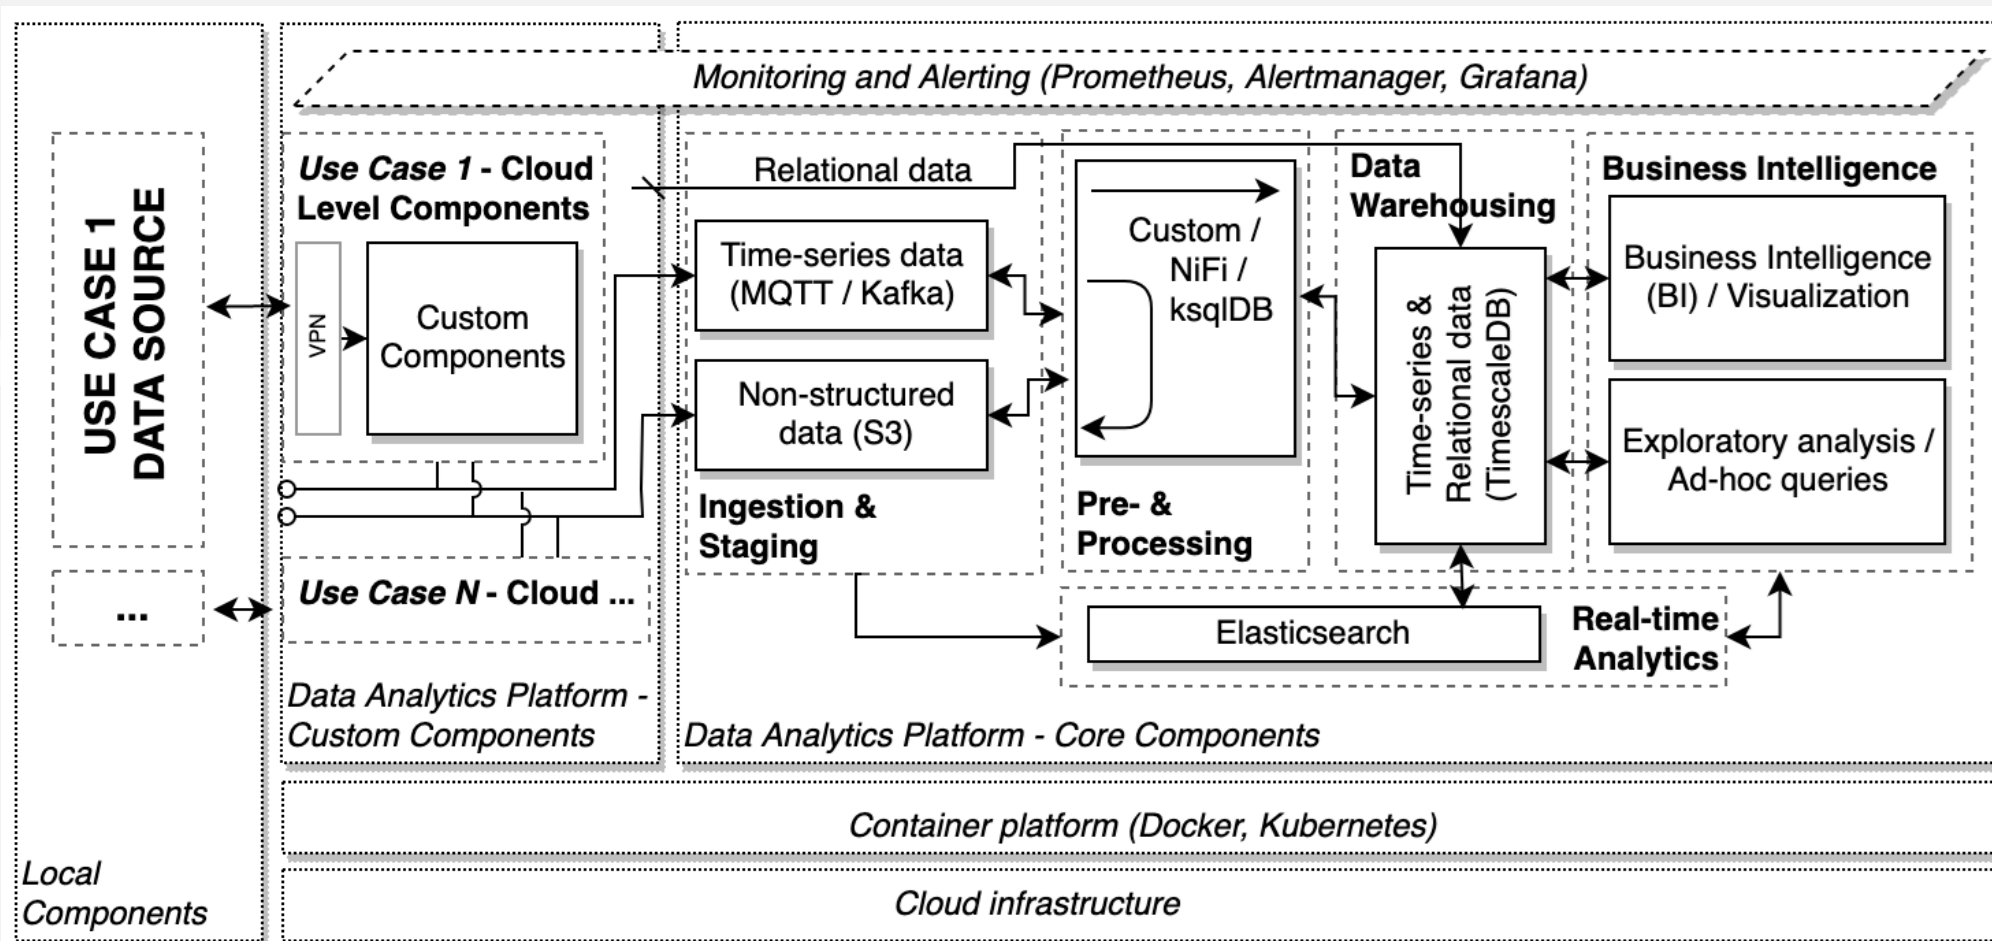 Monitoring and Alerting (Prometheus, Alertmanager, Grafana)
USE CASE 1
DATA SOURCE
...
Local
Components
Use Case 1 - Cloud
Level Components
VPN
Custom
Components
Use Case N - Cloud ...
Data Analytics Platform -
Custom Components
Relational data
Time-series data
(MQTT / Kafka)
Non-structured
data (S3)
Ingestion &
Staging
Custom /
NiFi /
ksqlDB
Pre- &
Processing
Data
Warehousing
Time-series &
Relational data
(TimescaleDB)
Business Intelligence
Business Intelligence
(BI) / Visualization
Exploratory analysis /
Ad-hoc queries
Elasticsearch
Real-time
Analytics
Data Analytics Platform - Core Components
Container platform (Docker, Kubernetes)
Cloud infrastructure